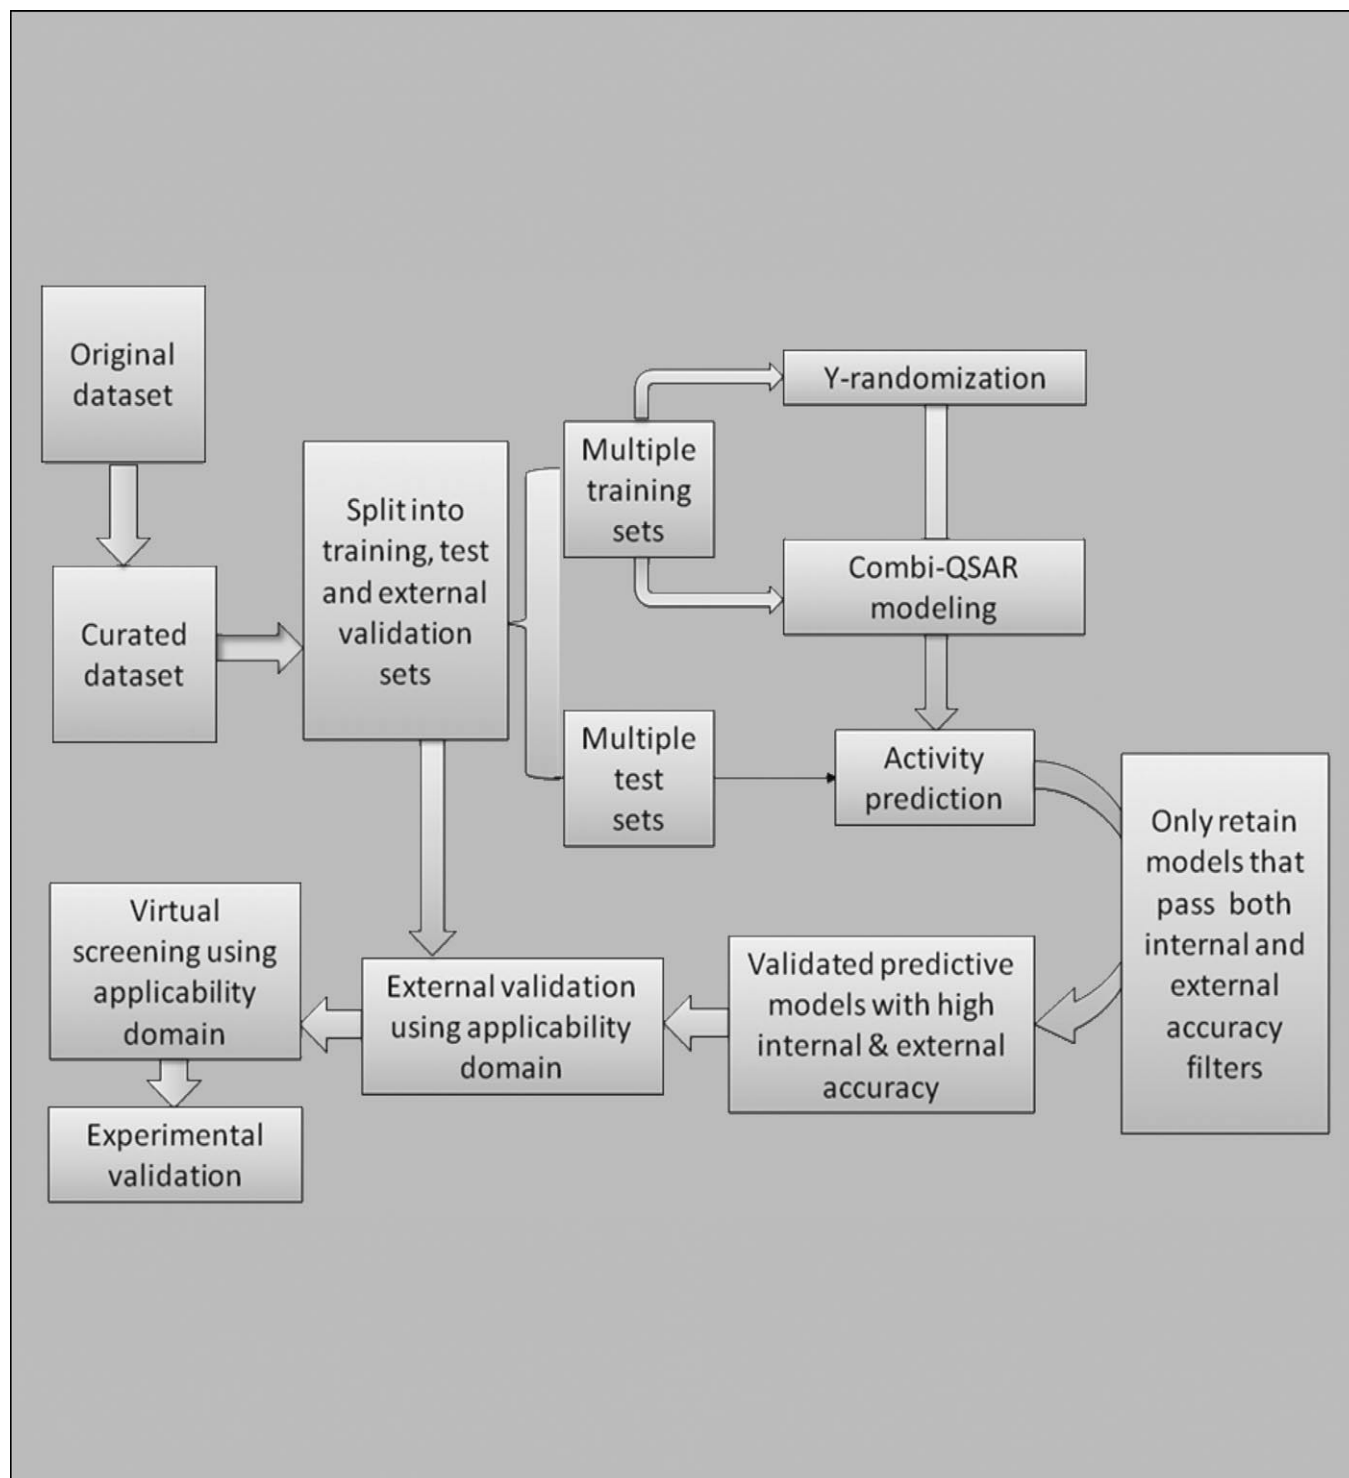 Original
dataset
Curated
dataset
Split into
training, test
and external
validation
sets
Multiple
training
sets
Multiple
test
sets
Y-randomization
Combi-QSAR
modeling
Activity
prediction
Only retain
models that
pass both
internal and
external
accuracy
filters
Validated predictive
models with high
internal & external
accuracy
External validation
using applicability
domain
Virtual
screening using
applicability
domain
Experimental
validation